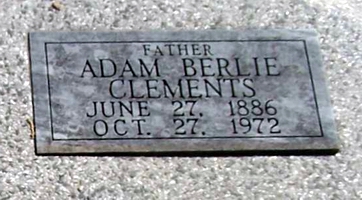 FATHER
ADAM BERLIE
CLEMENTS
JUNE 27, 1886
OCT. 27, 1972